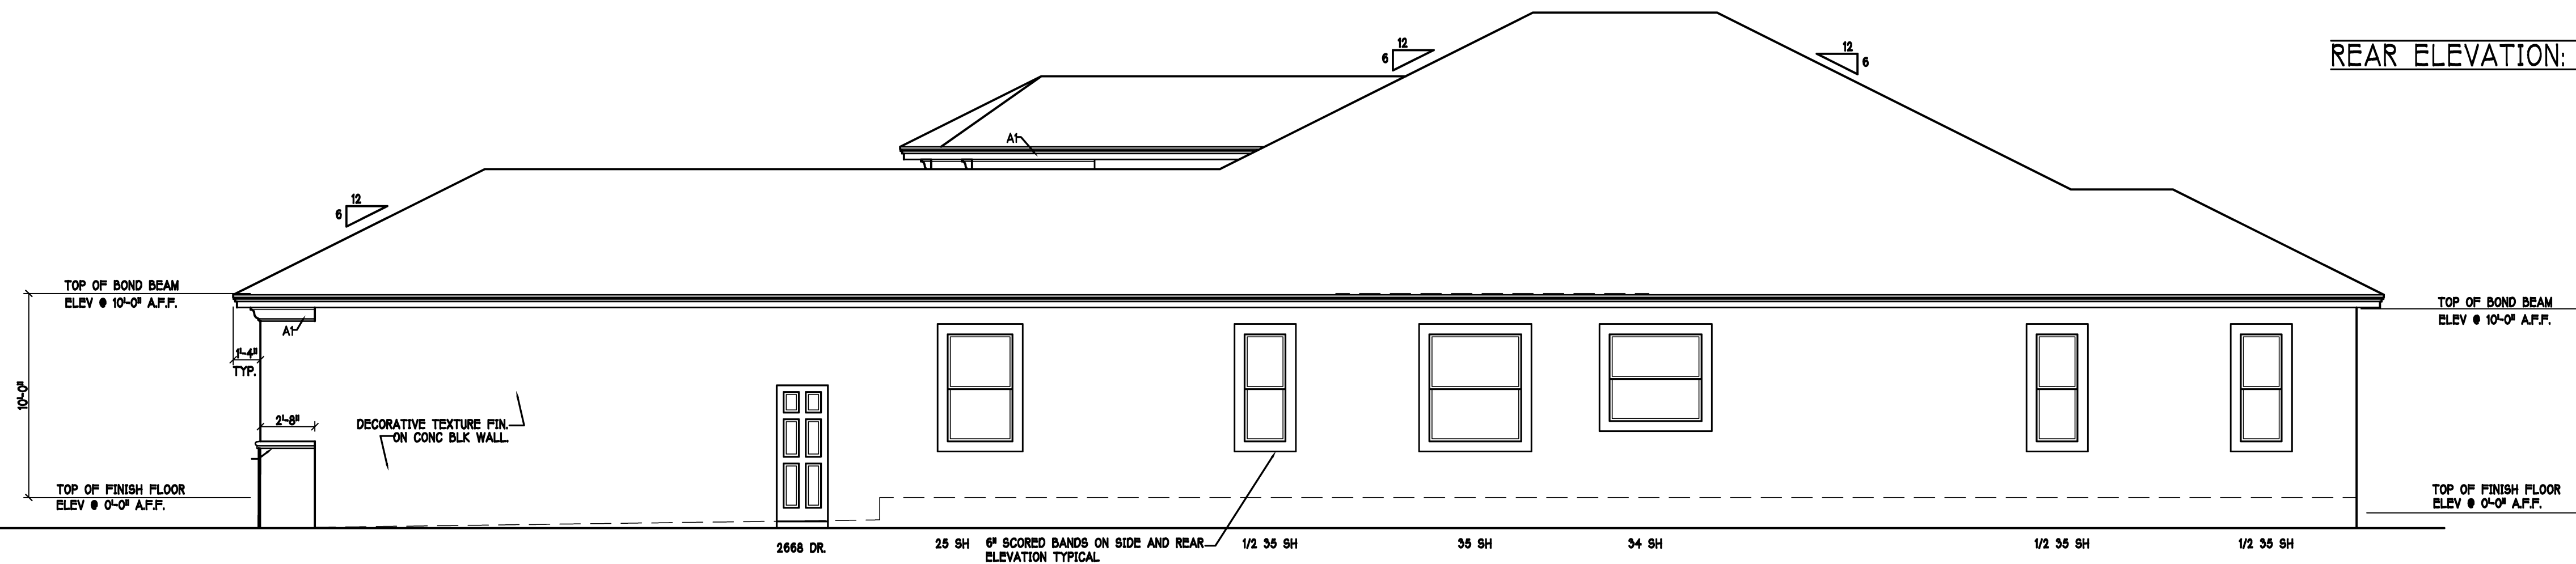 REAR ELEVATION:
12
6
12
6
A1
12
6
TOP OF BOND BEAM
ELEV @ 10'-0" A.F.F.
TOP OF BOND BEAM
ELEV @ 10'-0" A.F.F.
A1
1'-4"
TYP.
10'-0"
2'-8"
DECORATIVE TEXTURE FIN.
ON CONC BLK WALL.
TOP OF FINISH FLOOR
ELEV @ 0'-0" A.F.F.
TOP OF FINISH FLOOR
ELEV @ 0'-0" A.F.F.
2668 DR.
25 SH
6" SCORED BANDS ON SIDE AND REAR
ELEVATION TYPICAL
1/2 35 SH
35 SH
34 SH
1/2 35 SH
1/2 35 SH